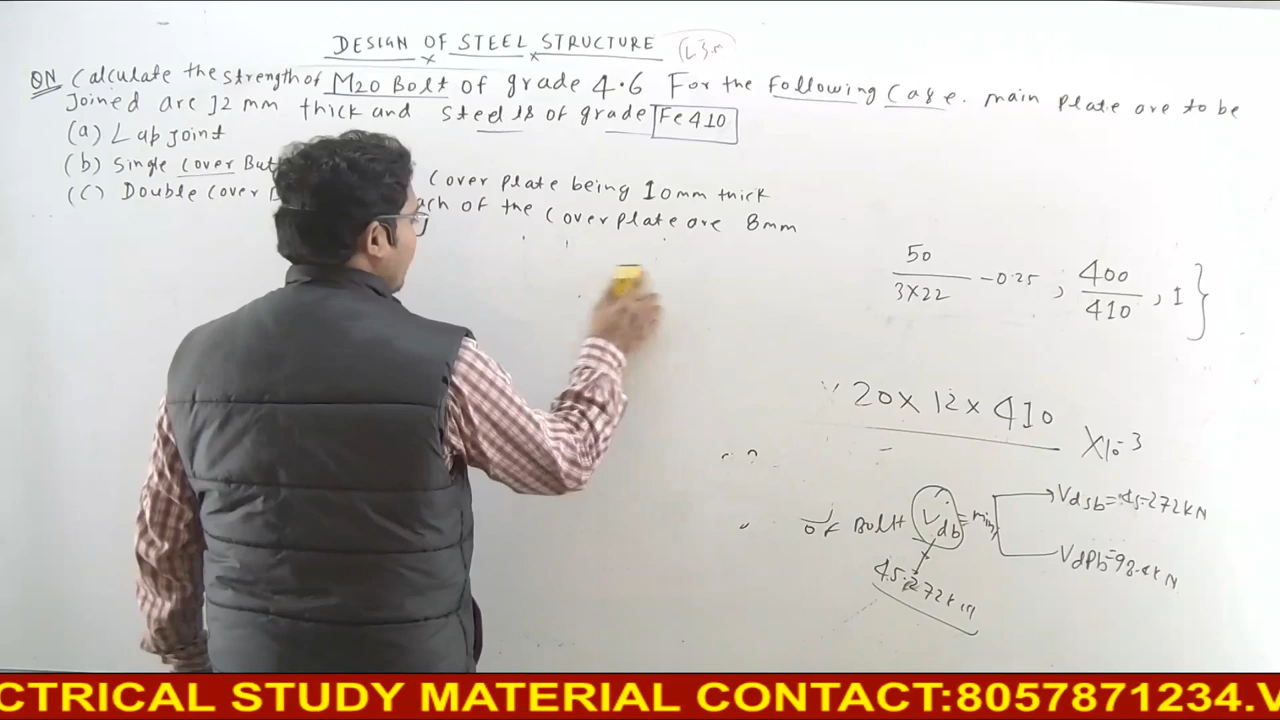 DESIGN OF STEEL STRUCTURE
QN Calculate the strength of M20 Bolt of grade 4.6 For the following Case. main plate are to be
joined are 12 mm thick and steel is of grade Fe410
(a) Lap joint
(b) Single cover But cover plate being 10mm thick
(c) Double cover ach of the cover plate are 8mm
50
3×22 -0.25 ; 400
410 , 1 }
20×12×410 ×10-3
of Bolt Vdb = min
Vdsb=45.272kN
Vdpb=98.4kN
45.272kN
CTRICAL STUDY MATERIAL CONTACT:8057871234.V